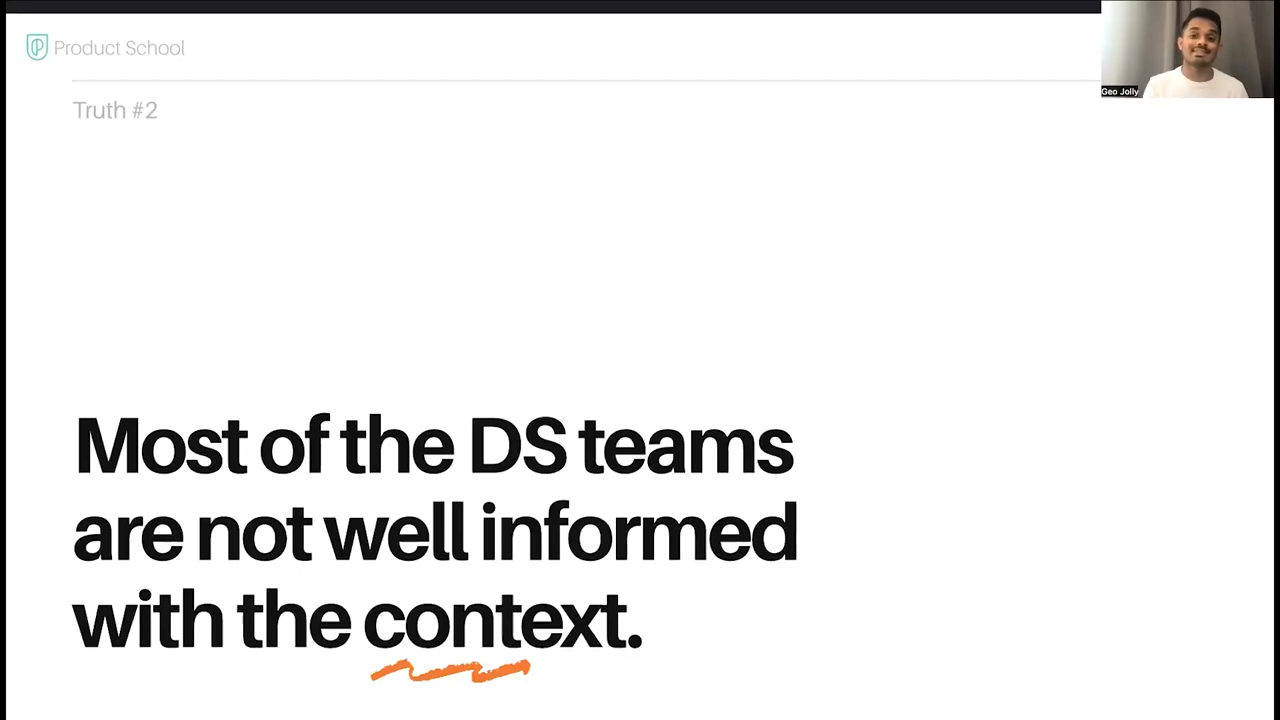 Product School
Geo Jolly
Truth #2
Most of the DS teams
are not well informed
with the context.